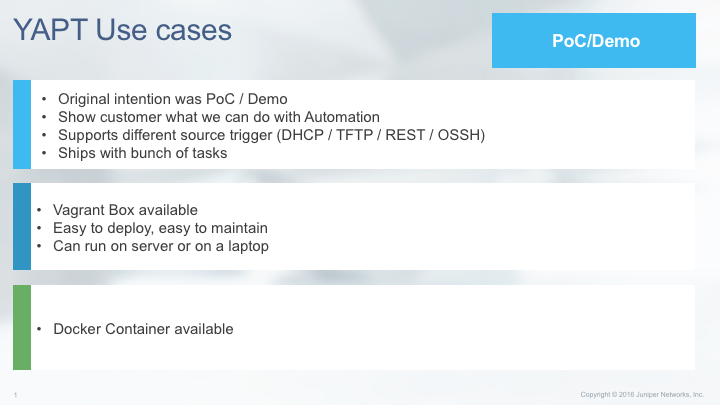 YAPT Use cases
PoC/Demo
• Original intention was PoC / Demo
• Show customer what we can do with Automation
• Supports different source trigger (DHCP / TFTP / REST / OSSH)
• Ships with bunch of tasks
• Vagrant Box available
• Easy to deploy, easy to maintain
• Can run on server or on a laptop
• Docker Container available
1
Copyright © 2016 Juniper Networks, Inc.